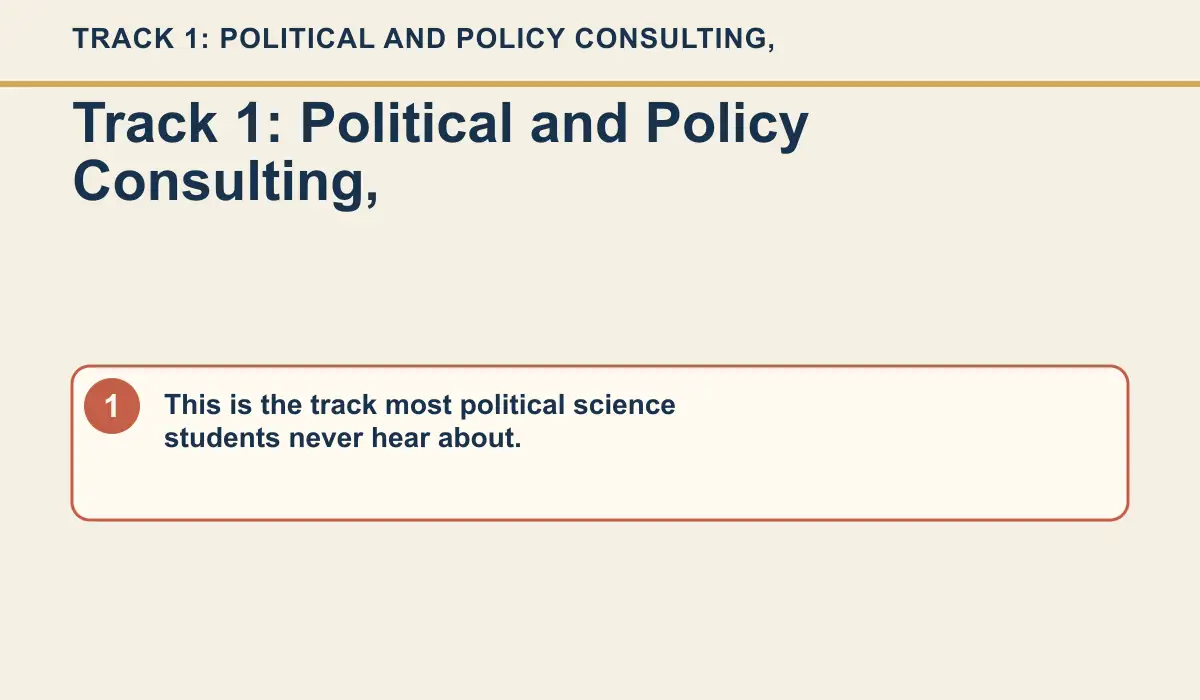 TRACK 1: POLITICAL AND POLICY CONSULTING,
Track 1: Political and Policy
Consulting,
1
This is the track most political science
students never hear about.